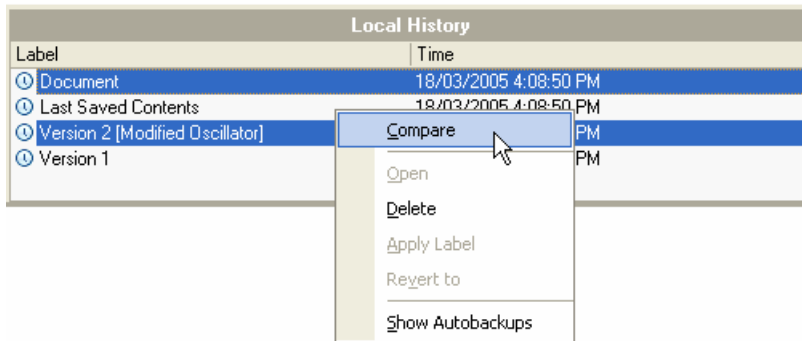 Local History
Label Time
Document 18/03/2005 4:08:50 PM
Last Saved Contents 18/03/2005 4:08:50 PM
Version 2 [Modified Oscillator] PM
Version 1 PM
Compare
Open
Delete
Apply Label
Revert to
Show Autobackups